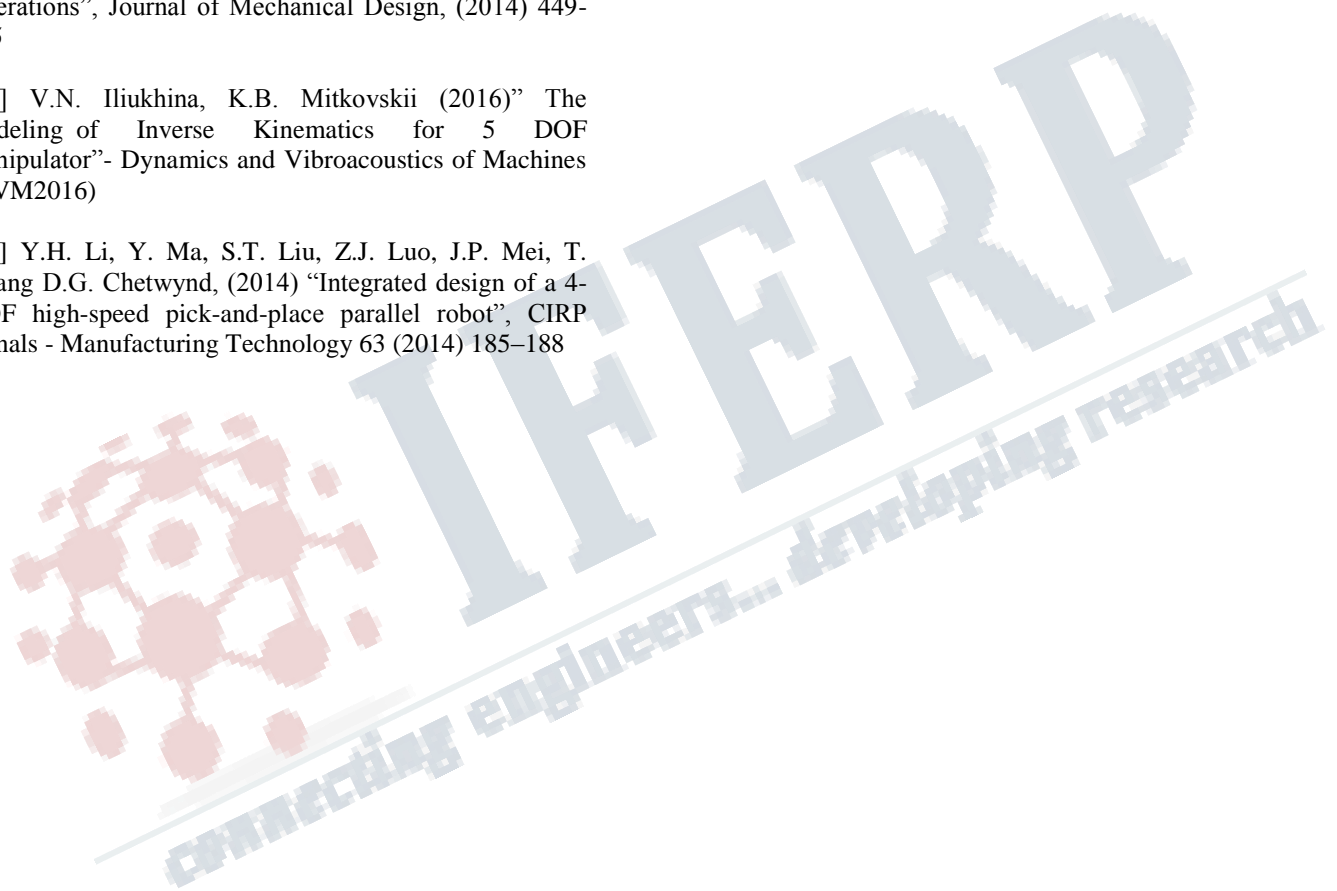 erations”, Journal of Mechanical Design, (2014) 449-
] V.N. Iliukhina, K.B. Mitkovskii (2016)” The
deling of Inverse Kinematics for 5 DOF
nipulator”- Dynamics and Vibroacoustics of Machines
VM2016)
] Y.H. Li, Y. Ma, S.T. Liu, Z.J. Luo, J.P. Mei, T.
ang D.G. Chetwynd, (2014) “Integrated design of a 4-
F high-speed pick-and-place parallel robot”, CIRP
nals - Manufacturing Technology 63 (2014) 185–188
IFERP
connecting engineers... developing research